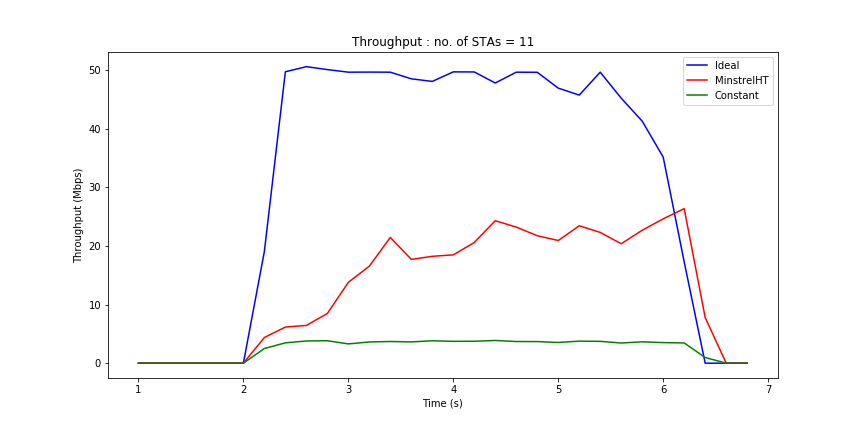 Throughput : no. of STAs = 11
Ideal
MinstrelHT
Constant
Throughput (Mbps)
50
40
30
20
10
0
1 2 3 4 5 6 7
Time (s)